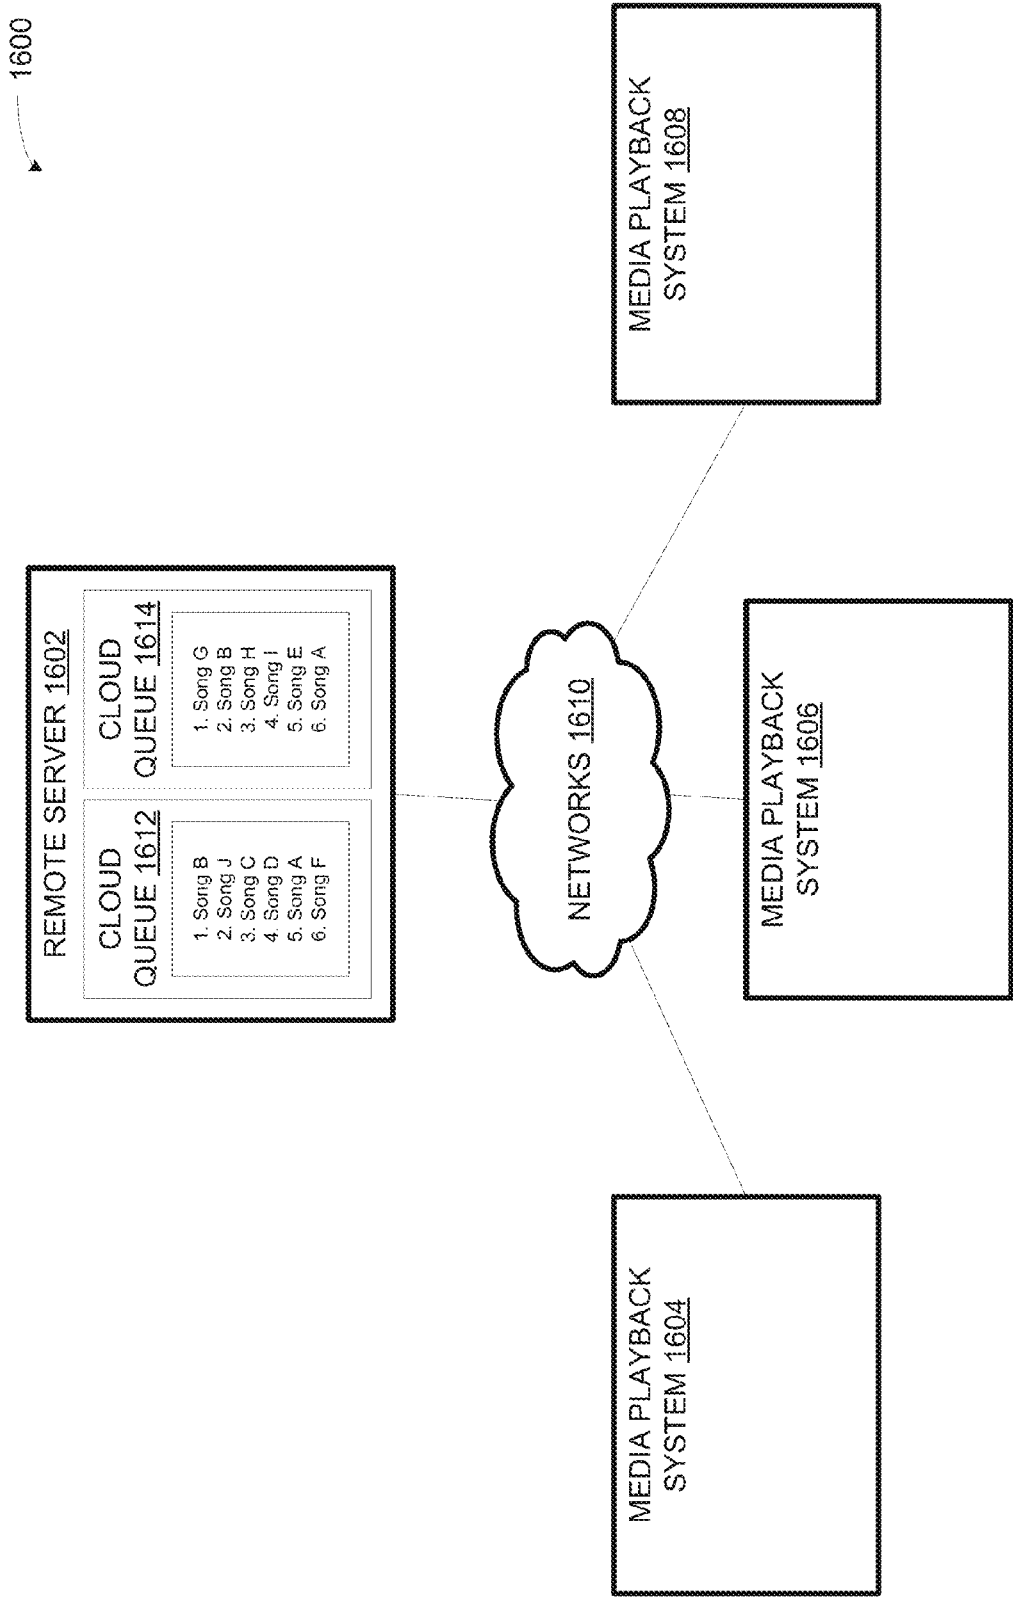 1600
REMOTE SERVER 1602
CLOUD
QUEUE 1612
1. Song B
2. Song J
3. Song C
4. Song D
5. Song A
6. Song F
CLOUD
QUEUE 1614
1. Song G
2. Song B
3. Song H
4. Song I
5. Song E
6. Song A
NETWORKS 1610
MEDIA PLAYBACK
SYSTEM 1604
MEDIA PLAYBACK
SYSTEM 1606
MEDIA PLAYBACK
SYSTEM 1608